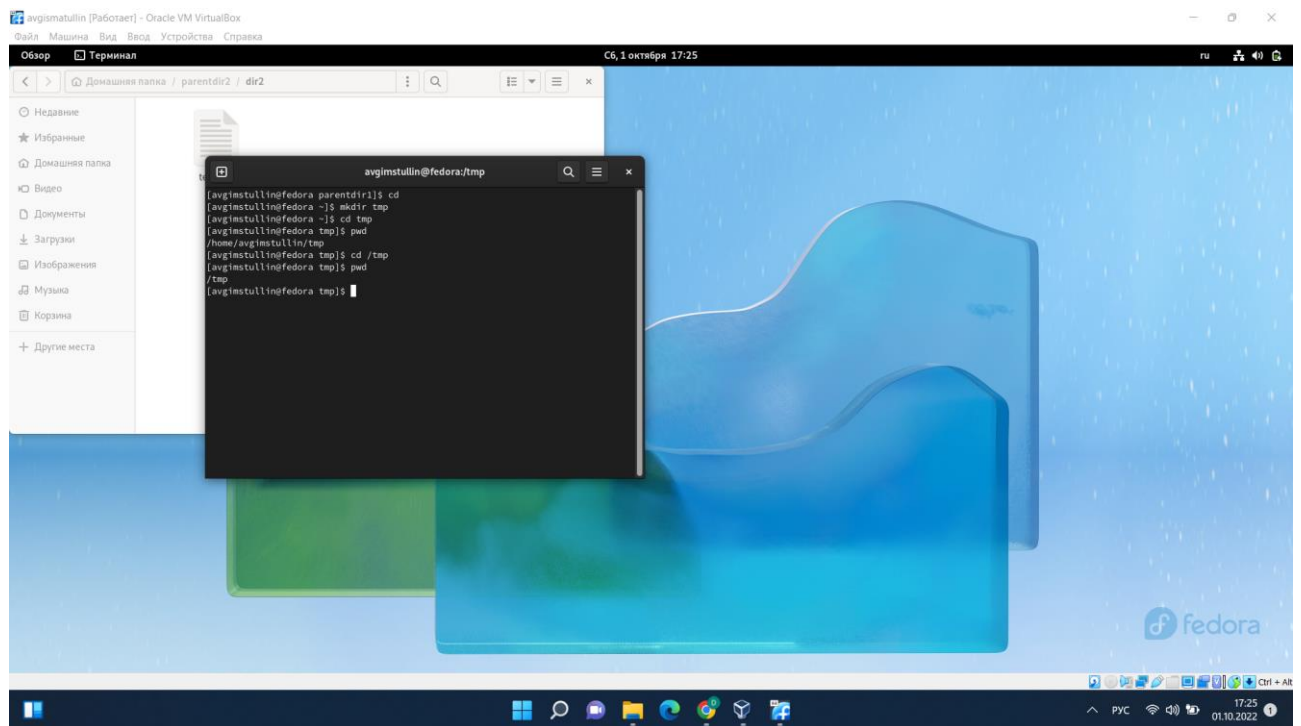 avgismatullin [Работает] - Oracle VM VirtualBox
Файл Машина Вид Ввод Устройства Справка
Обзор Терминал Сб, 1 октября 17:25 ru
Домашняя папка / parentdir2 / dir2
Недавние
Избранные
Домашняя папка
Видео
Документы
Загрузки
Изображения
Музыка
Корзина
+ Другие места
avgimstullin@fedora:/tmp
[avgimstullin@fedora parentdir1]$ cd
[avgimstullin@fedora ~]$ mkdir tmp
[avgimstullin@fedora ~]$ cd tmp
[avgimstullin@fedora tmp]$ pwd
/home/avgimstullin/tmp
[avgimstullin@fedora tmp]$ cd /tmp
[avgimstullin@fedora tmp]$ pwd
/tmp
[avgimstullin@fedora tmp]$
fedora
Ctrl + Alt
РУС 17:25
01.10.2022 1